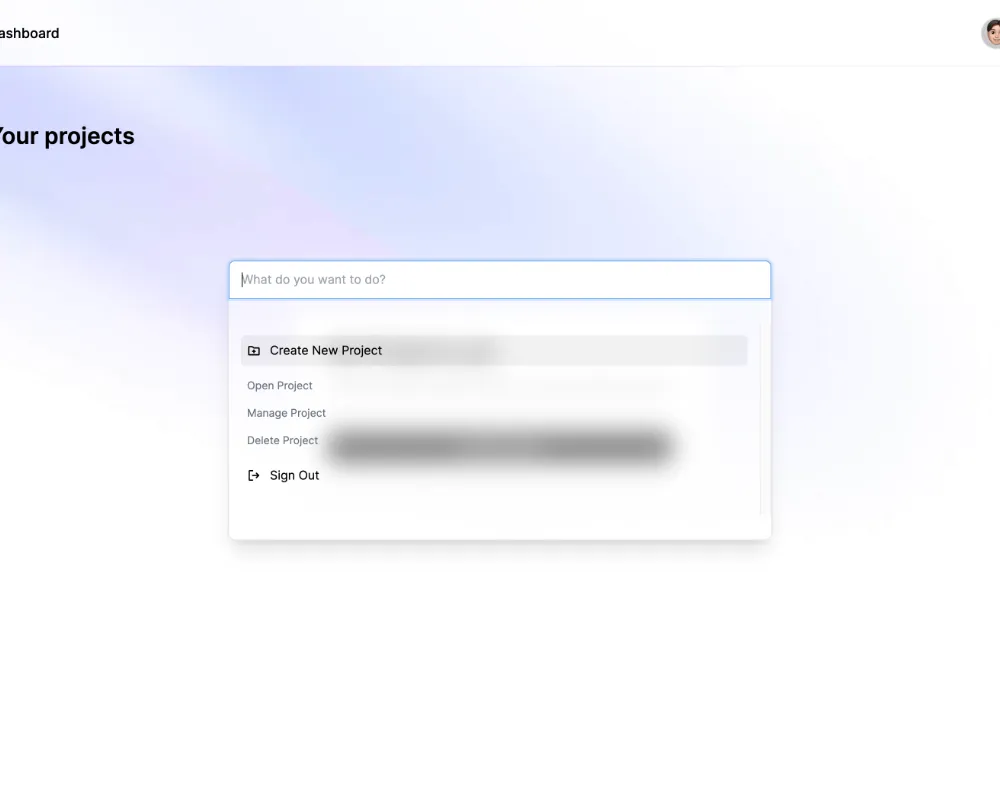 ashboard
Your projects
What do you want to do?
Create New Project
Open Project
Manage Project
Delete Project
Sign Out